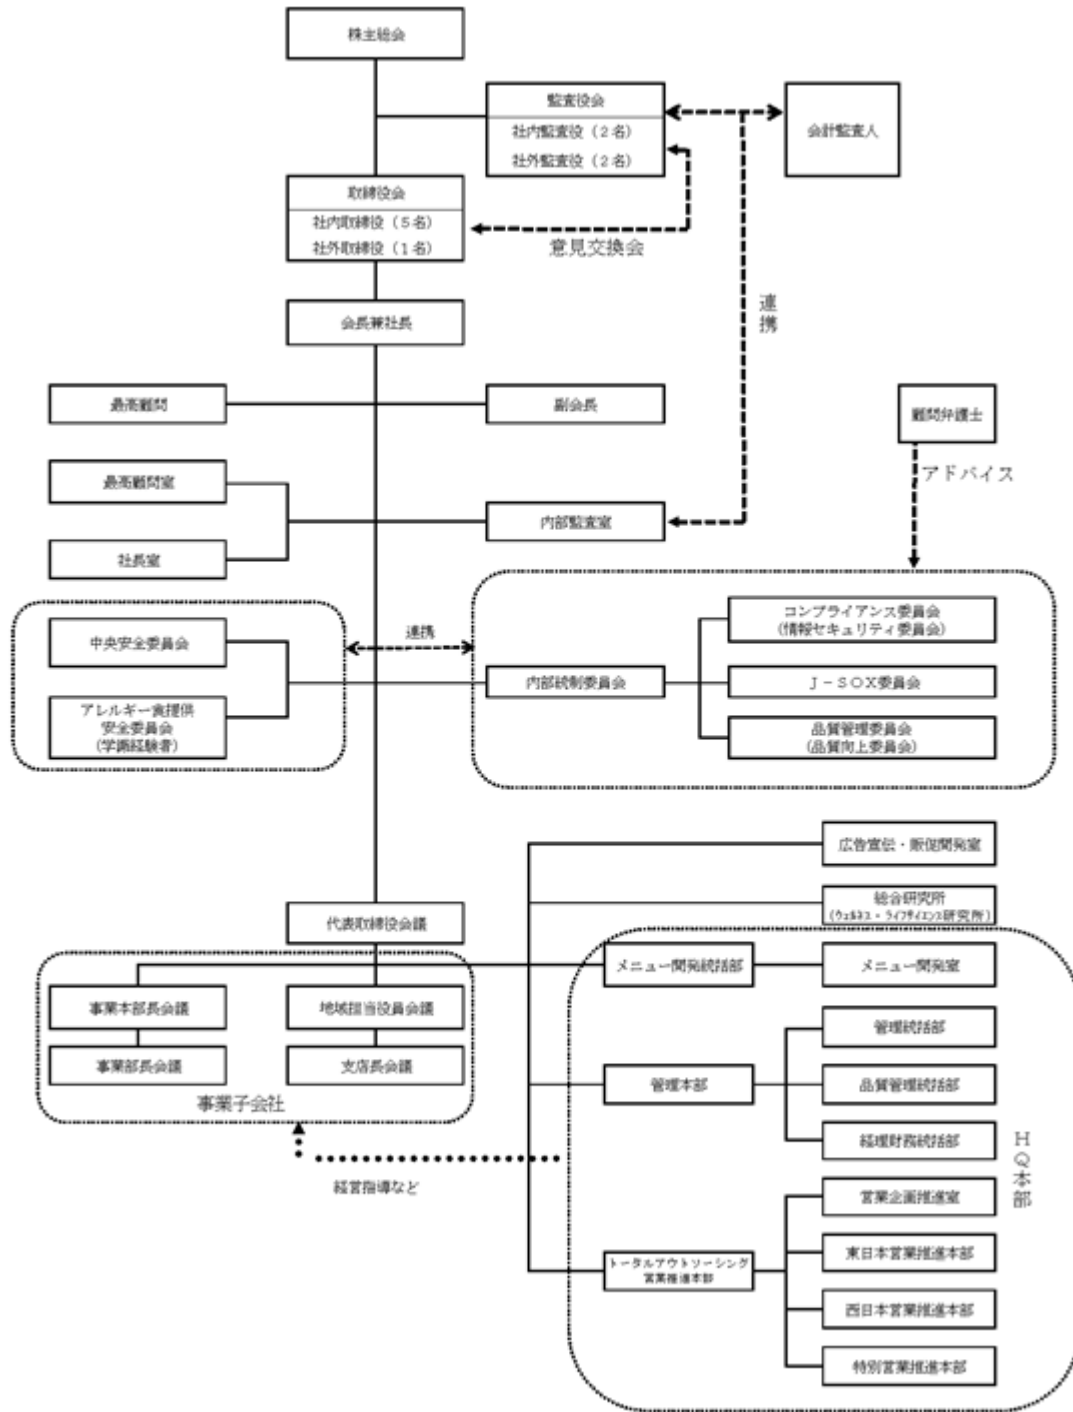 株主総会
監査役会
社内監査役（２名）
社外監査役（２名）
会計監査人
取締役会
社内取締役（５名）
社外取締役（１名）
意見交換会
会長兼社長
連携
最高顧問
副会長
顧問弁護士
アドバイス
最高顧問室
内部監査室
社長室
中央安全委員会
連携
コンプライアンス委員会
(情報セキュリティ委員会)
内部統制委員会
Ｊ－ＳＯＸ委員会
アレルギー食提供
安全委員会
(学識経験者)
品質管理委員会
(品質向上委員会)
広告宣伝・販促開発室
総合研究所
(ウェルネス・ライフサイエンス研究所)
代表取締役会議
メニュー開発統括部
メニュー開発室
事業本部長会議
地域担当役員会議
管理統括部
事業部長会議
支店長会議
管理本部
品質管理統括部
事業子会社
経理財務統括部
ＨＱ本部
経営指導など
営業企画推進室
トータルアウトソーシング
営業推進本部
東日本営業推進本部
西日本営業推進本部
特別営業推進本部